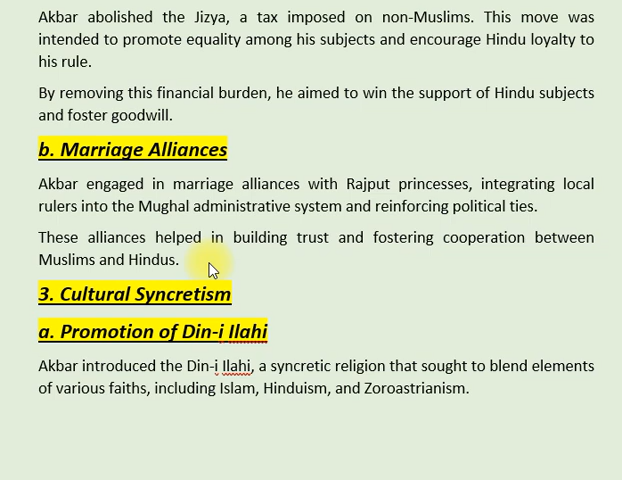 Akbar abolished the Jizya, a tax imposed on non-Muslims. This move was
intended to promote equality among his subjects and encourage Hindu loyalty to
his rule.
By removing this financial burden, he aimed to win the support of Hindu subjects
and foster goodwill.
b. Marriage Alliances
Akbar engaged in marriage alliances with Rajput princesses, integrating local
rulers into the Mughal administrative system and reinforcing political ties.
These alliances helped in building trust and fostering cooperation between
Muslims and Hindus.
3. Cultural Syncretism
a. Promotion of Din-i Ilahi
Akbar introduced the Din-i Ilahi, a syncretic religion that sought to blend elements
of various faiths, including Islam, Hinduism, and Zoroastrianism.